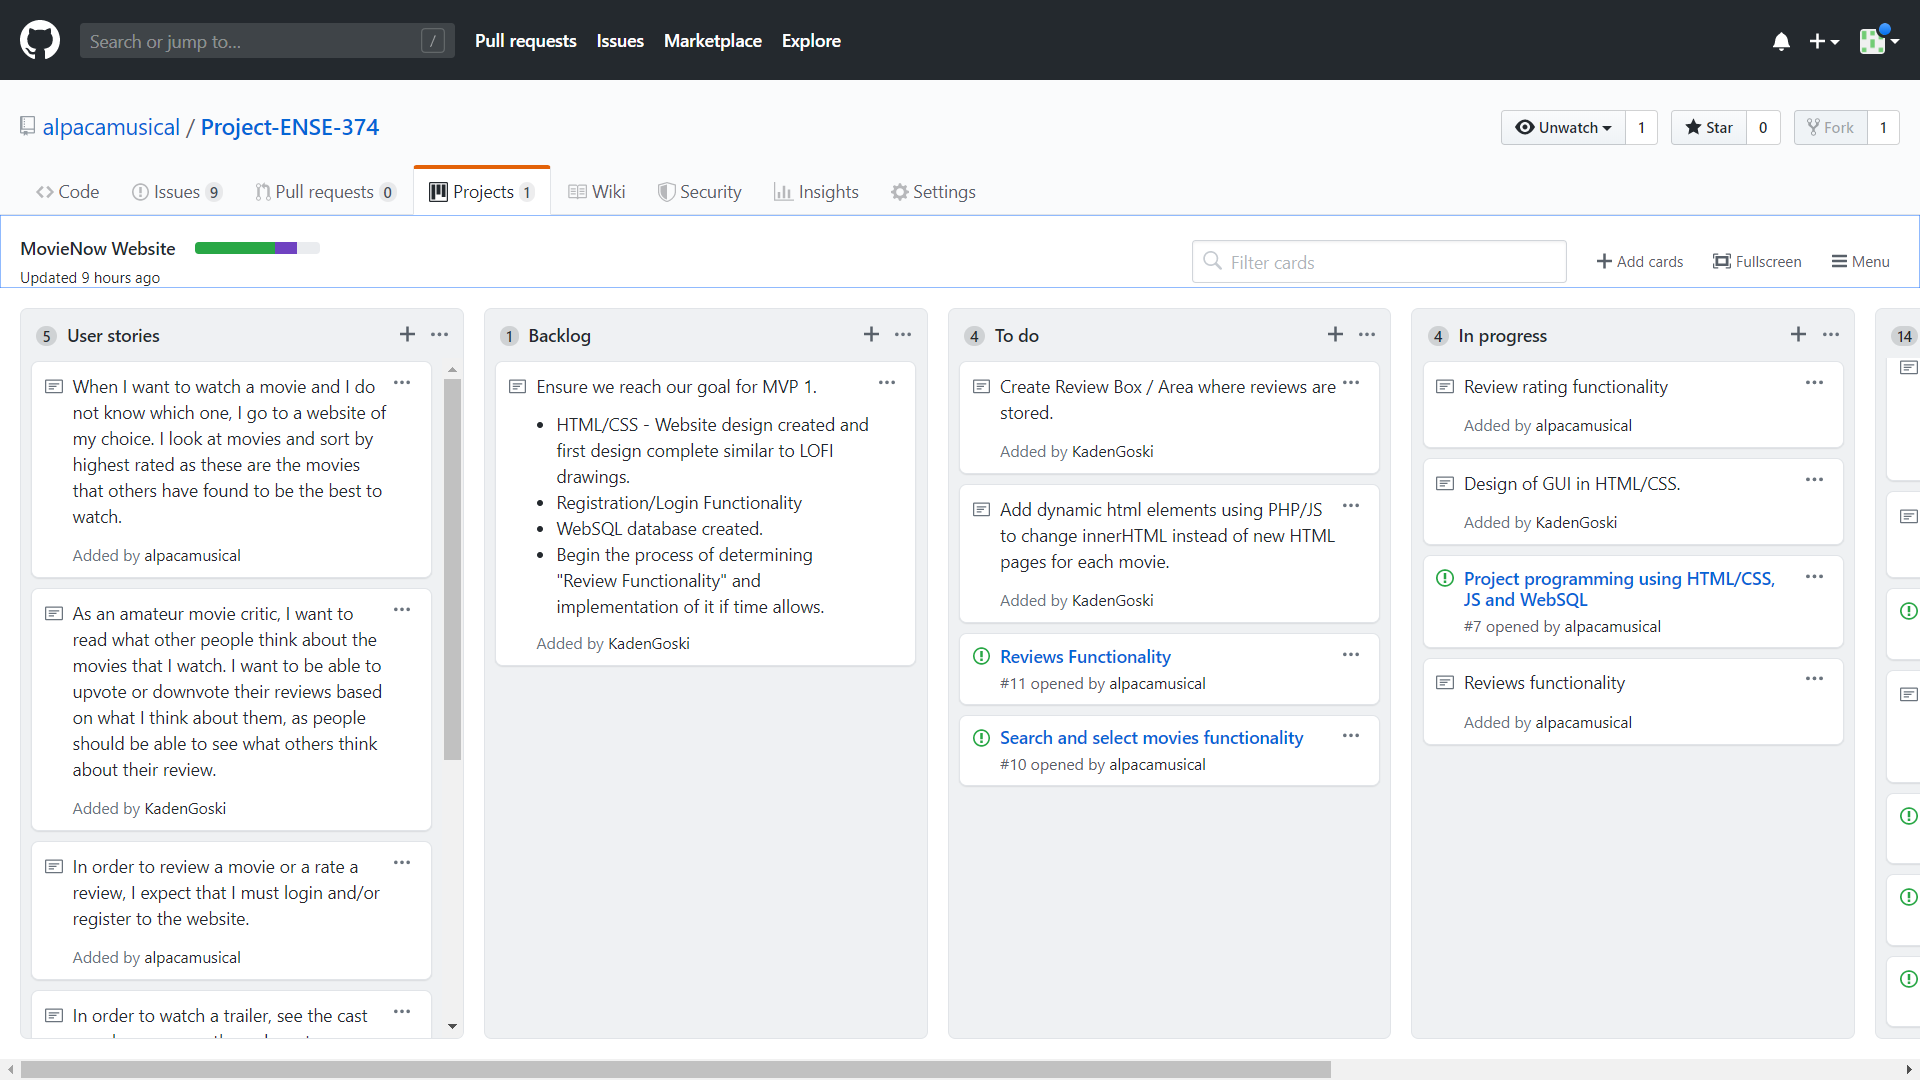 Search or jump to...
/
Pull requests
Issues
Marketplace
Explore
alpacamusical / Project-ENSE-374
Unwatch
1
Star
0
Fork
1
Code
Issues 9
Pull requests 0
Projects 1
Wiki
Security
Insights
Settings
MovieNow Website
Updated 9 hours ago
Filter cards
Add cards
Fullscreen
Menu
5 User stories
When I want to watch a movie and I do
not know which one, I go to a website of
my choice. I look at movies and sort by
highest rated as these are the movies
that others have found to be the best to
watch.
Added by alpacamusical
As an amateur movie critic, I want to
read what other people think about the
movies that I watch. I want to be able to
upvote or downvote their reviews based
on what I think about them, as people
should be able to see what others think
about their review.
Added by KadenGoski
In order to review a movie or a rate a
review, I expect that I must login and/or
register to the website.
Added by alpacamusical
In order to watch a trailer, see the cast
1 Backlog
Ensure we reach our goal for MVP 1.
• HTML/CSS - Website design created and
first design complete similar to LOFI
drawings.
• Registration/Login Functionality
• WebSQL database created.
• Begin the process of determining
"Review Functionality" and
implementation of it if time allows.
Added by KadenGoski
4 To do
Create Review Box / Area where reviews are
stored.
Added by KadenGoski
Add dynamic html elements using PHP/JS
to change innerHTML instead of new HTML
pages for each movie.
Added by KadenGoski
Reviews Functionality
#11 opened by alpacamusical
Search and select movies functionality
#10 opened by alpacamusical
4 In progress
Review rating functionality
Added by alpacamusical
Design of GUI in HTML/CSS.
Added by KadenGoski
Project programming using HTML/CSS,
JS and WebSQL
#7 opened by alpacamusical
Reviews functionality
Added by alpacamusical
14